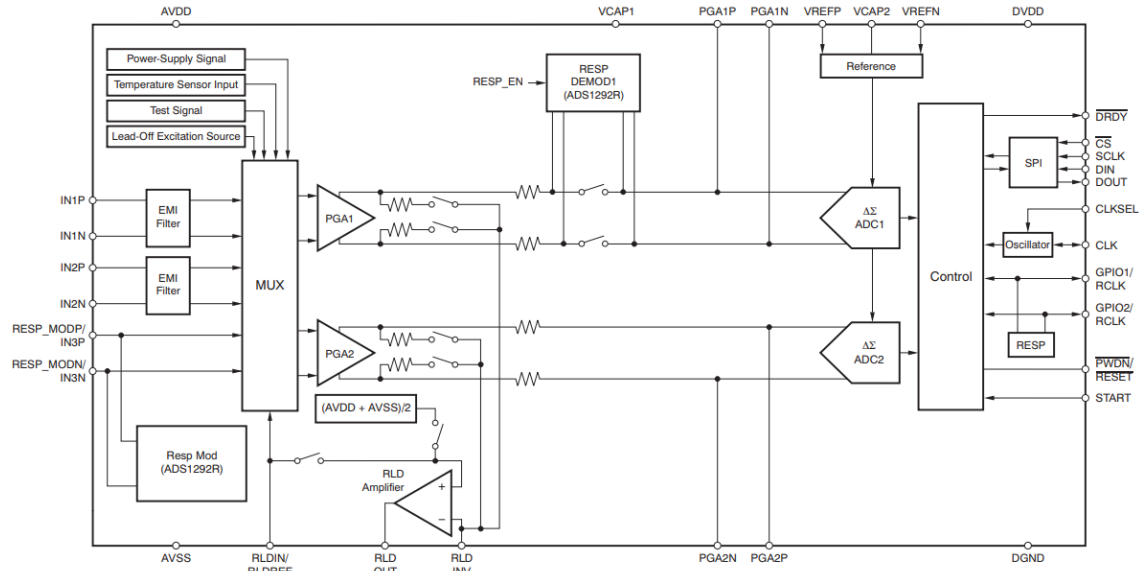 AVDD
VCAP1
PGA1P
PGA1N
VREFP
VCAP2
VREFN
DVDD
Power-Supply Signal
Temperature Sensor Input
Test Signal
Lead-Off Excitation Source
RESP_EN
RESP
DEMOD1
(ADS1292R)
Reference
DRDY
CS
SCLK
DIN
DOUT
SPI
CLKSEL
Oscillator
CLK
GPIO1/
RCLK
GPIO2/
RCLK
RESP
PWDN/
RESET
START
IN1P
IN1N
IN2P
IN2N
RESP_MODP/
IN3P
RESP_MODN/
IN3N
EMI
Filter
EMI
Filter
MUX
PGA1
PGA2
ΔΣ
ADC1
ΔΣ
ADC2
Control
(AVDD + AVSS)/2
Resp Mod
(ADS1292R)
RLD
Amplifier
+
−
AVSS
RLDIN/
RLDREF
RLD
OUT
RLD
INV
PGA2N
PGA2P
DGND